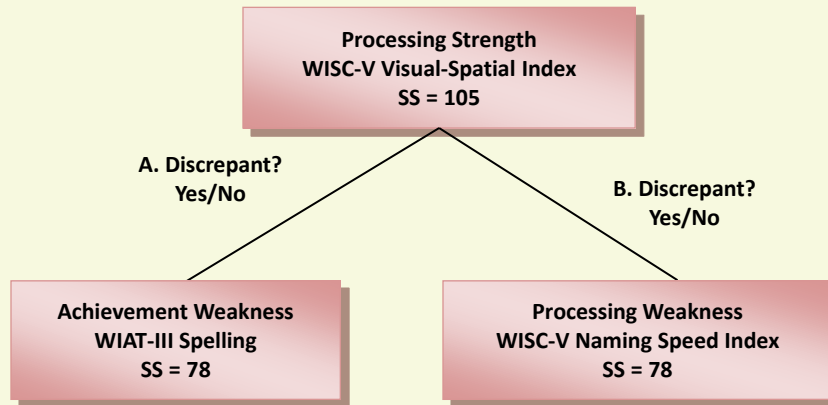 Processing Strength
WISC-V Visual-Spatial Index
SS = 105
A. Discrepant?
Yes/No
B. Discrepant?
Yes/No
Achievement Weakness
WIAT-III Spelling
SS = 78
Processing Weakness
WISC-V Naming Speed Index
SS = 78